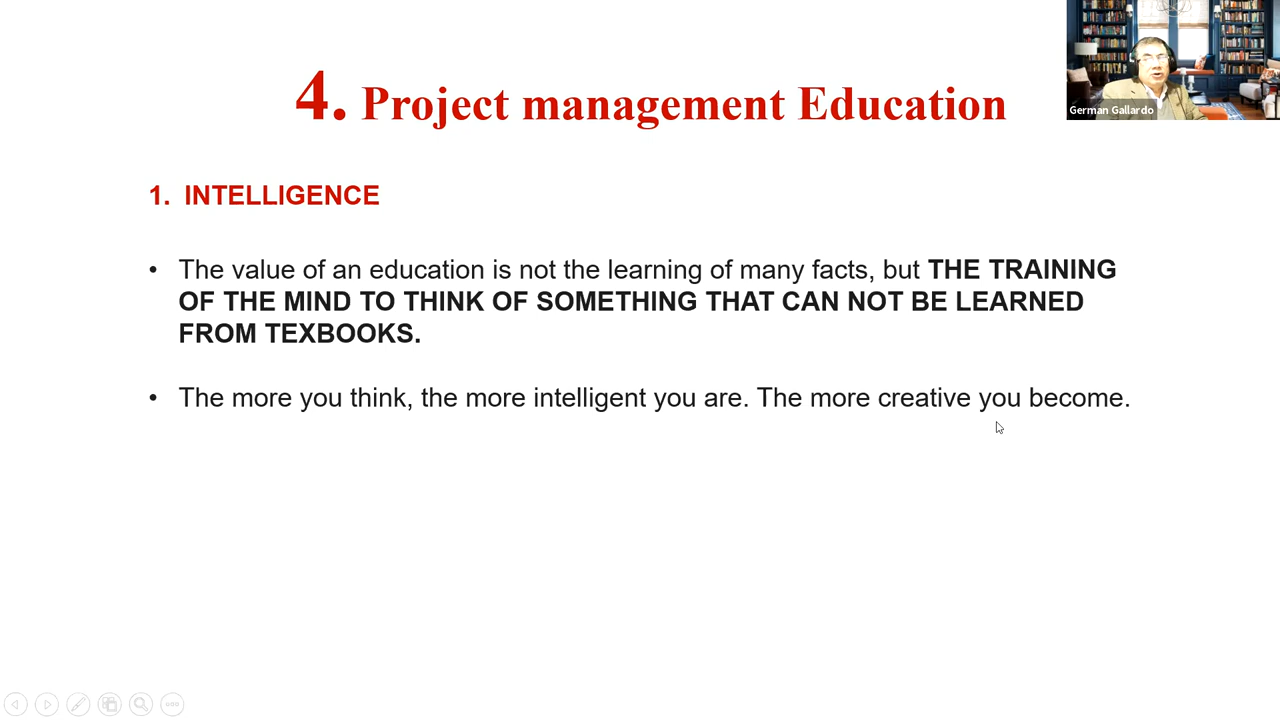 4. Project management Education
German Gallardo
1. INTELLIGENCE
• The value of an education is not the learning of many facts, but THE TRAINING
OF THE MIND TO THINK OF SOMETHING THAT CAN NOT BE LEARNED
FROM TEXBOOKS.
• The more you think, the more intelligent you are. The more creative you become.